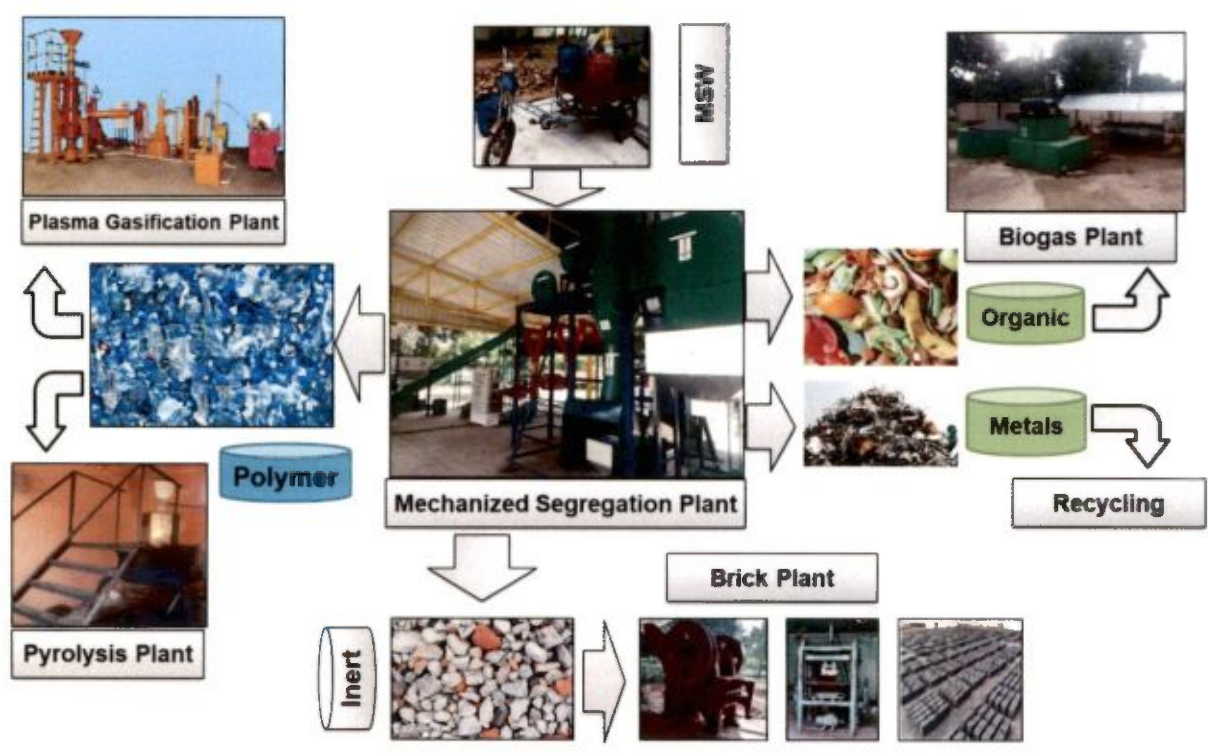 MSW
Plasma Gasification Plant
Biogas Plant
Organic
Metals
Polymer
Mechanized Segregation Plant
Recycling
Brick Plant
Pyrolysis Plant
Inert